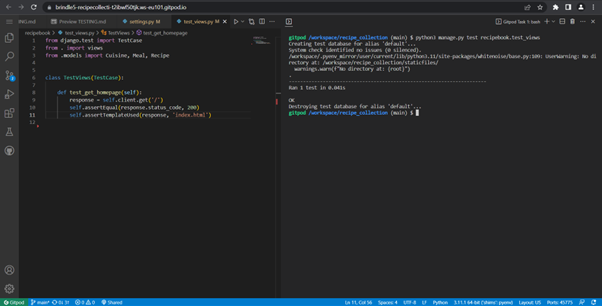 brindle5-recipecollecti-t2ibwf50tjk.ws-eu101.gitpod.io
ING.md
Preview TESTING.md
settings.py M
test_views.py M
Gitpod Task 1: bash
recipebook > test_views.py > TestViews > test_get_homepage
1 from django.test import TestCase
2 from . import views
3 from .models import Cuisine, Meal, Recipe
4
5
6 class TestViews(TestCase):
7
8 def test_get_homepage(self):
9 response = self.client.get('/')
10 self.assertEqual(response.status_code, 200)
11 self.assertTemplateUsed(response, 'index.html')
12
13
gitpod /workspace/recipe_collection (main) $ python3 manage.py test recipebook.test_views
Creating test database for alias 'default'...
System check identified no issues (0 silenced).
/workspace/.pyenv_mirror/user/current/lib/python3.11/site-packages/whitenoise/base.py:109: UserWarning: No di
rectory at: /workspace/recipe_collection/staticfiles/
warnings.warn(f"No directory at: {root}")
.
----------------------------------------------------------------------
Ran 1 test in 0.041s
OK
Destroying test database for alias 'default'...
gitpod /workspace/recipe_collection (main) $
Gitpod
main*
0↓ 31↑
0
0
Shared
Ln 11, Col 56
Spaces: 4
UTF-8
LF
Python
3.11.1 64-bit ('shims': pyenv)
Layout: US
Ports: 45775